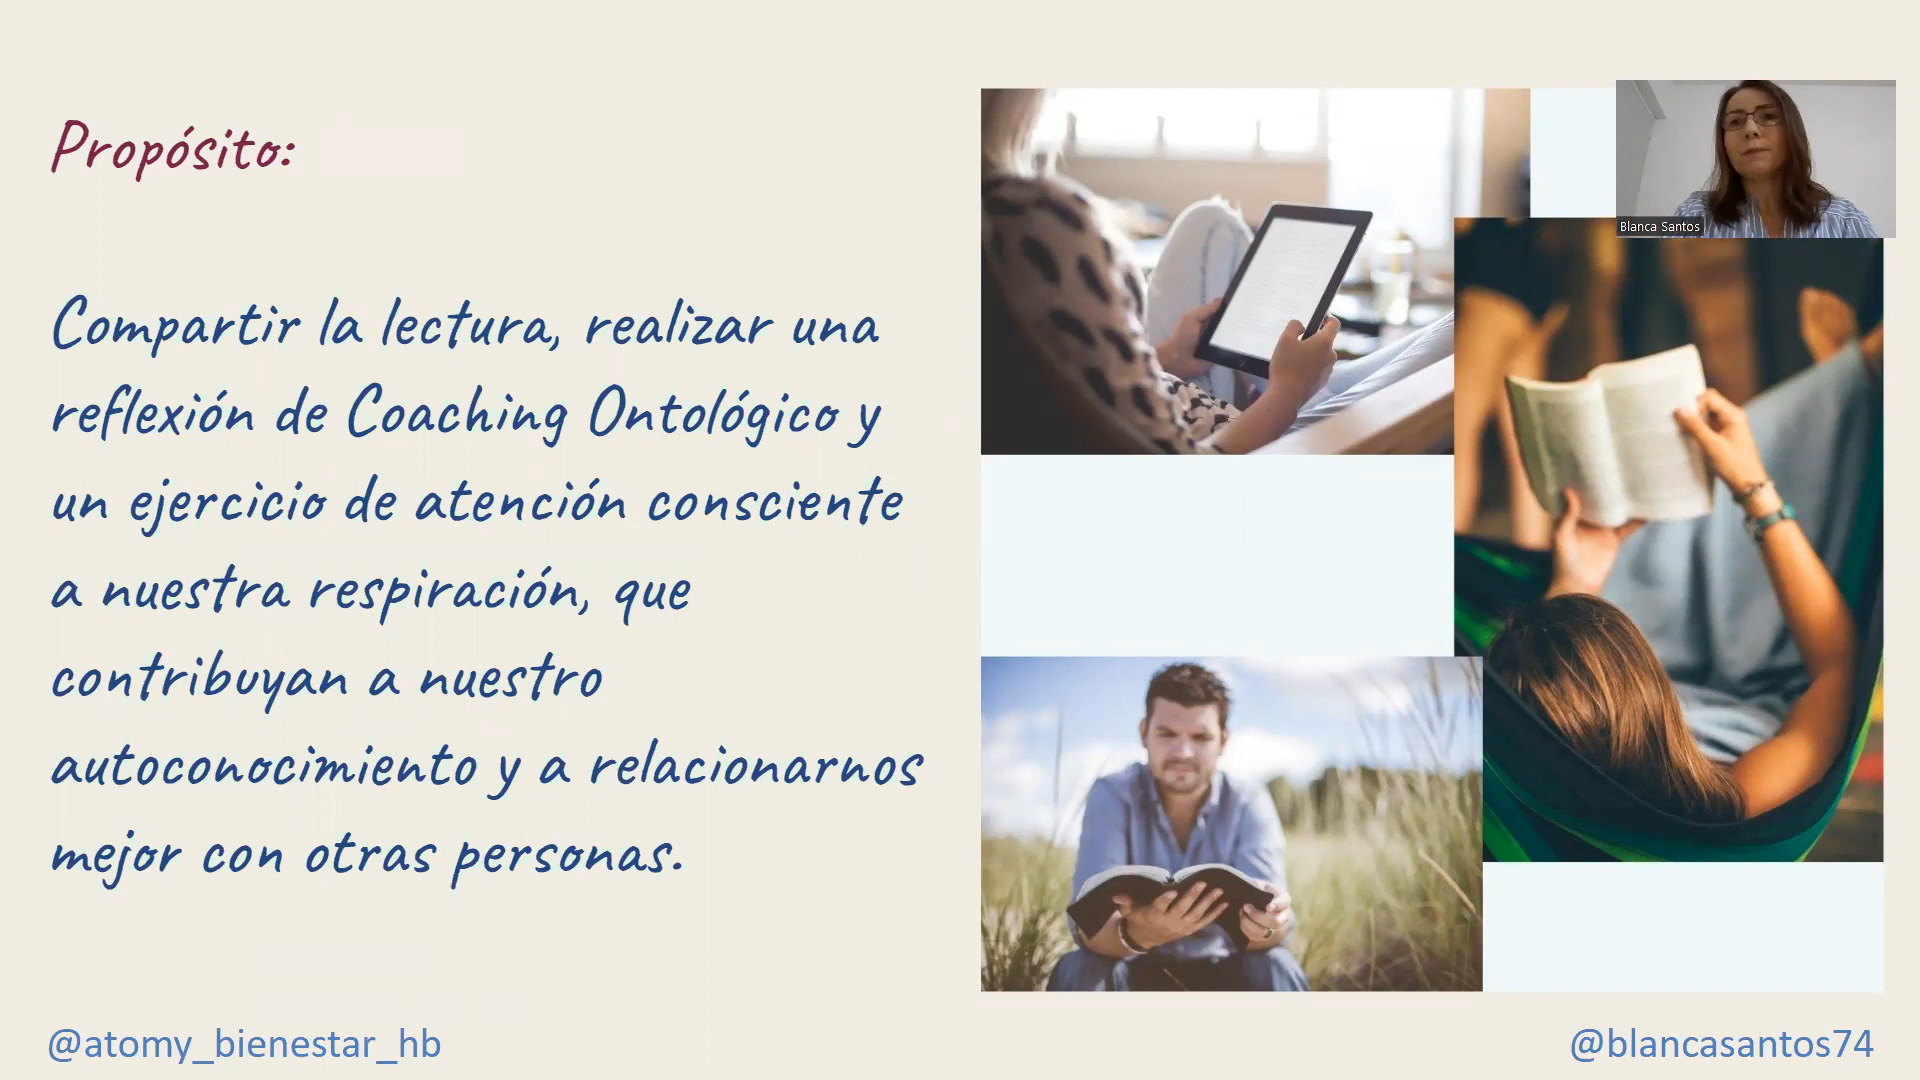 Propósito:
Compartir la lectura, realizar una
reflexión de Coaching Ontológico y
un ejercicio de atención consciente
a nuestra respiración, que
contribuyan a nuestro
autoconocimiento y a relacionarnos
mejor con otras personas.
Blanca Santos
@atomy_bienestar_hb
@blancasantos74